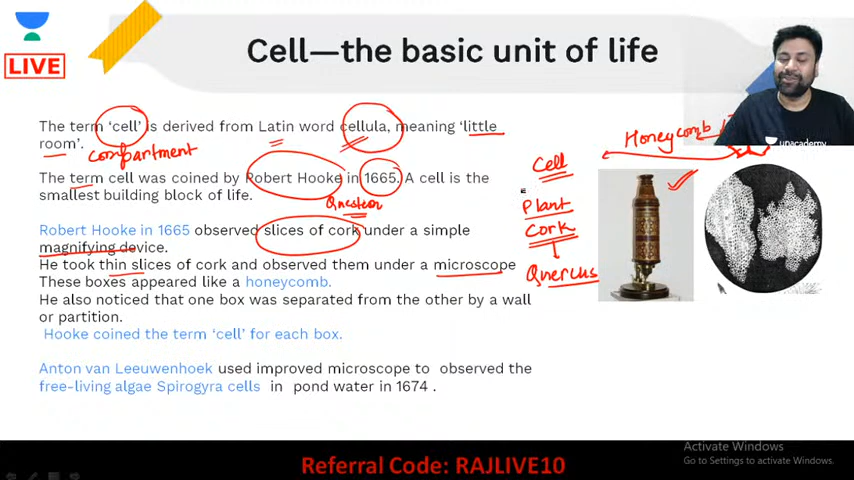 LIVE
Cell—the basic unit of life
The term 'cell' is derived from Latin word cellula, meaning 'little
room'.
compartment
The term cell was coined by Robert Hooke in 1665. A cell is the
smallest building block of life.
Question
Robert Hooke in 1665 observed slices of cork under a simple
magnifying device.
He took thin slices of cork and observed them under a microscope
These boxes appeared like a honeycomb.
He also noticed that one box was separated from the other by a wall
or partition.
Hooke coined the term 'cell' for each box.
Anton van Leeuwenhoek used improved microscope to observed the
free-living algae Spirogyra cells in pond water in 1674 .
Honeycomb
unacademy
Cell
Plant
Cork
Quercus
Activate Windows
Go to Settings to activate Windows.
Referral Code: RAJLIVE10